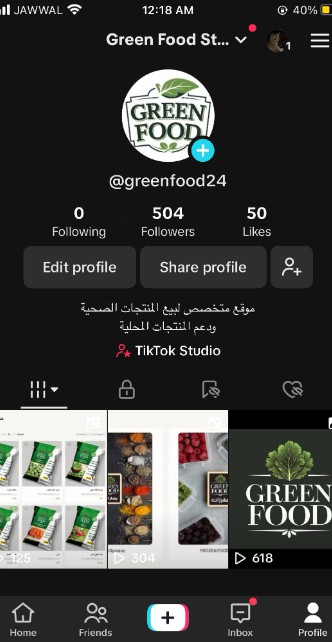 JAWWAL 12:18 AM 40%
Green Food St... 1
GREEN
FOOD
@greenfood24
0 504 50
Following Followers Likes
Edit profile Share profile
موقع متخصص لبيع المنتجات الصحية
ودعم المنتجات المحلية
TikTok Studio
GREEN
FOOD
125 304 618
Home Friends Inbox Profile